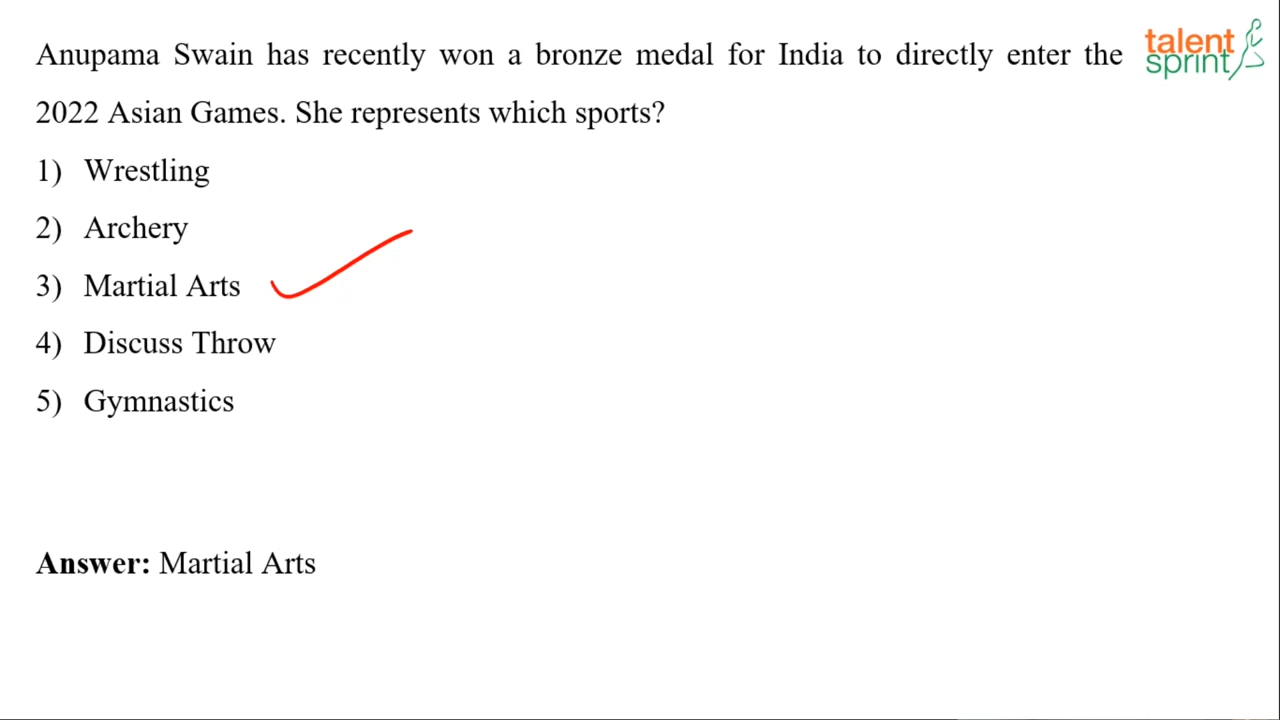 Anupama Swain has recently won a bronze medal for India to directly enter the
2022 Asian Games. She represents which sports?
1) Wrestling
2) Archery
3) Martial Arts
4) Discuss Throw
5) Gymnastics
Answer: Martial Arts
talent
sprint